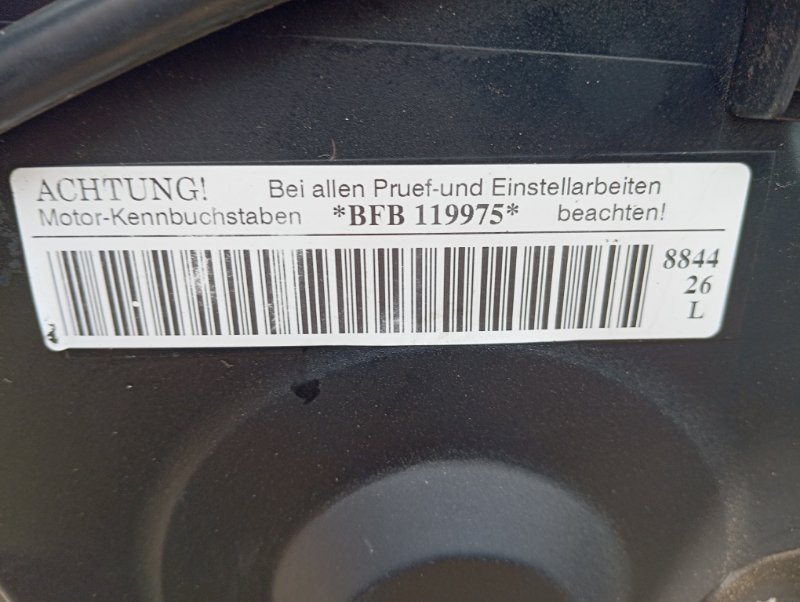 ACHTUNG! Bei allen Pruef-und Einstellarbeiten
Motor-Kennbuchstaben *BFB 119975* beachten!
8844
26
L